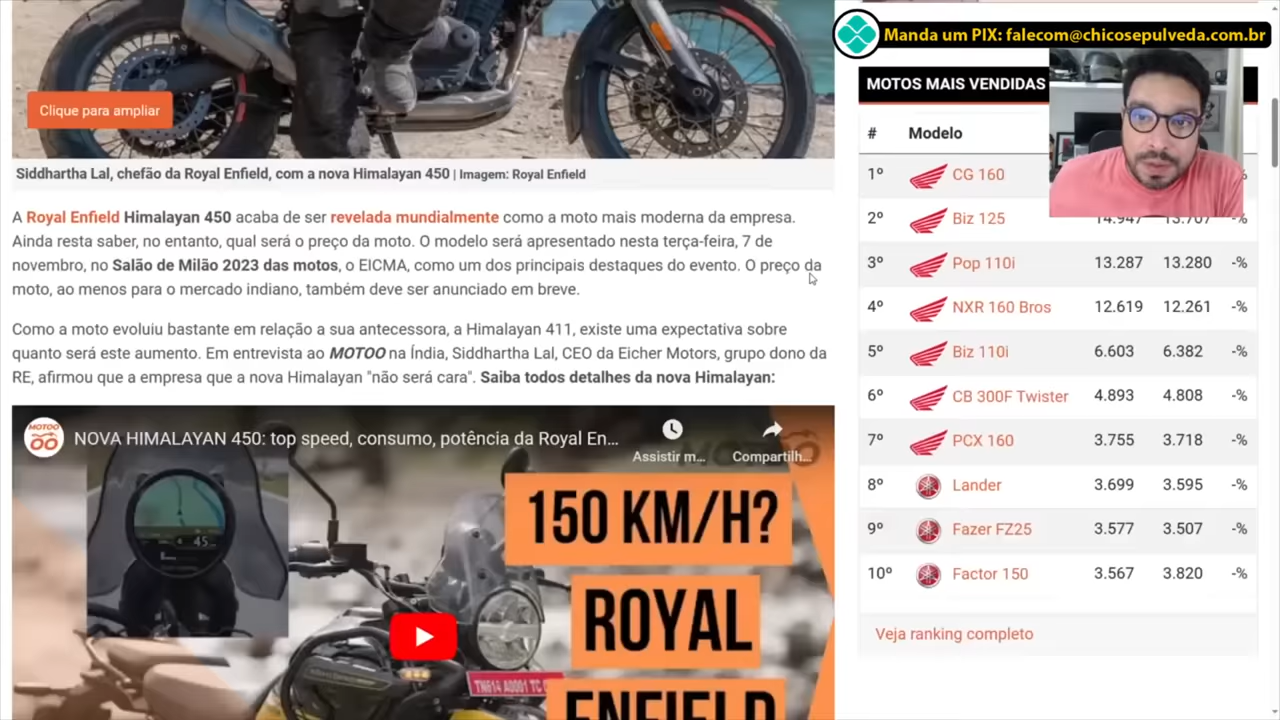 Manda um PIX: falecom@chicosepulveda.com.br
Clique para ampliar
Siddhartha Lal, chefão da Royal Enfield, com a nova Himalayan 450 | Imagem: Royal Enfield
A Royal Enfield Himalayan 450 acaba de ser revelada mundialmente como a moto mais moderna da empresa.
Ainda resta saber, no entanto, qual será o preço da moto. O modelo será apresentado nesta terça-feira, 7 de
novembro, no Salão de Milão 2023 das motos, o EICMA, como um dos principais destaques do evento. O preço da
moto, ao menos para o mercado indiano, também deve ser anunciado em breve.
Como a moto evoluiu bastante em relação a sua antecessora, a Himalayan 411, existe uma expectativa sobre
quanto será este aumento. Em entrevista ao MOTOO na Índia, Siddhartha Lal, CEO da Eicher Motors, grupo dono da
RE, afirmou que a empresa que a nova Himalayan "não será cara". Saiba todos detalhes da nova Himalayan:
MOTOO
NOVA HIMALAYAN 450: top speed, consumo, potência da Royal En...
Assistir m...
Compartilh...
45
150 KM/H?
ROYAL
ENFIELD
MOTOS MAIS VENDIDAS
# Modelo
1º CG 160 %
2º Biz 125 14.947 13.707 -%
3º Pop 110i 13.287 13.280 -%
4º NXR 160 Bros 12.619 12.261 -%
5º Biz 110i 6.603 6.382 -%
6º CB 300F Twister 4.893 4.808 -%
7º PCX 160 3.755 3.718 -%
8º Lander 3.699 3.595 -%
9º Fazer FZ25 3.577 3.507 -%
10º Factor 150 3.567 3.820 -%
Veja ranking completo